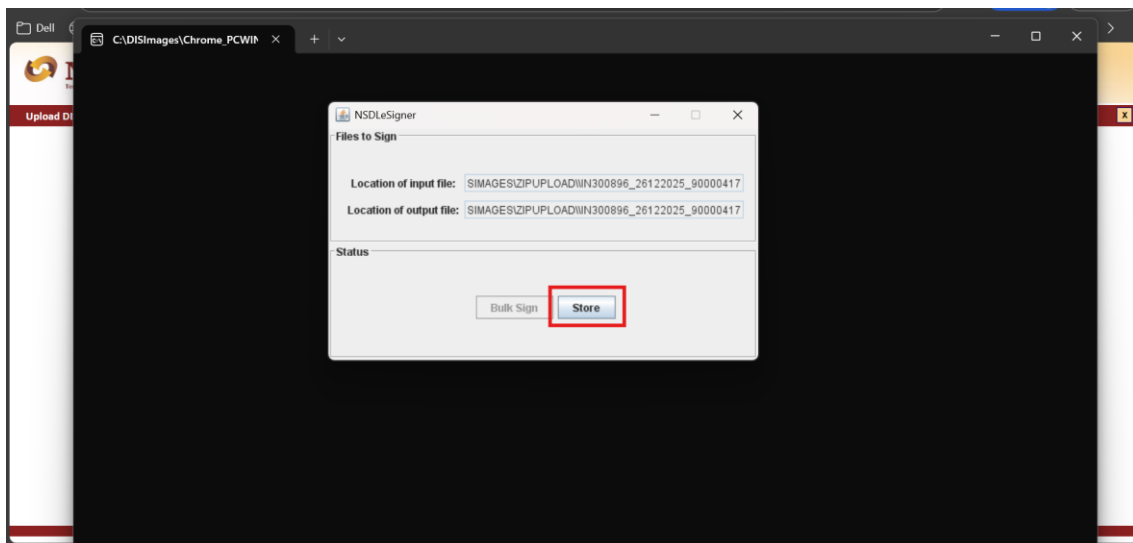 Dell
C:\DISImages\Chrome_PCWIN
Upload DI
NSDLeSigner
Files to Sign
Location of input file: SIMAGES\ZIPUPLOAD\\IN300896_26122025_90000417
Location of output file: SIMAGES\ZIPUPLOAD\\IN300896_26122025_90000417
Status
Bulk Sign Store